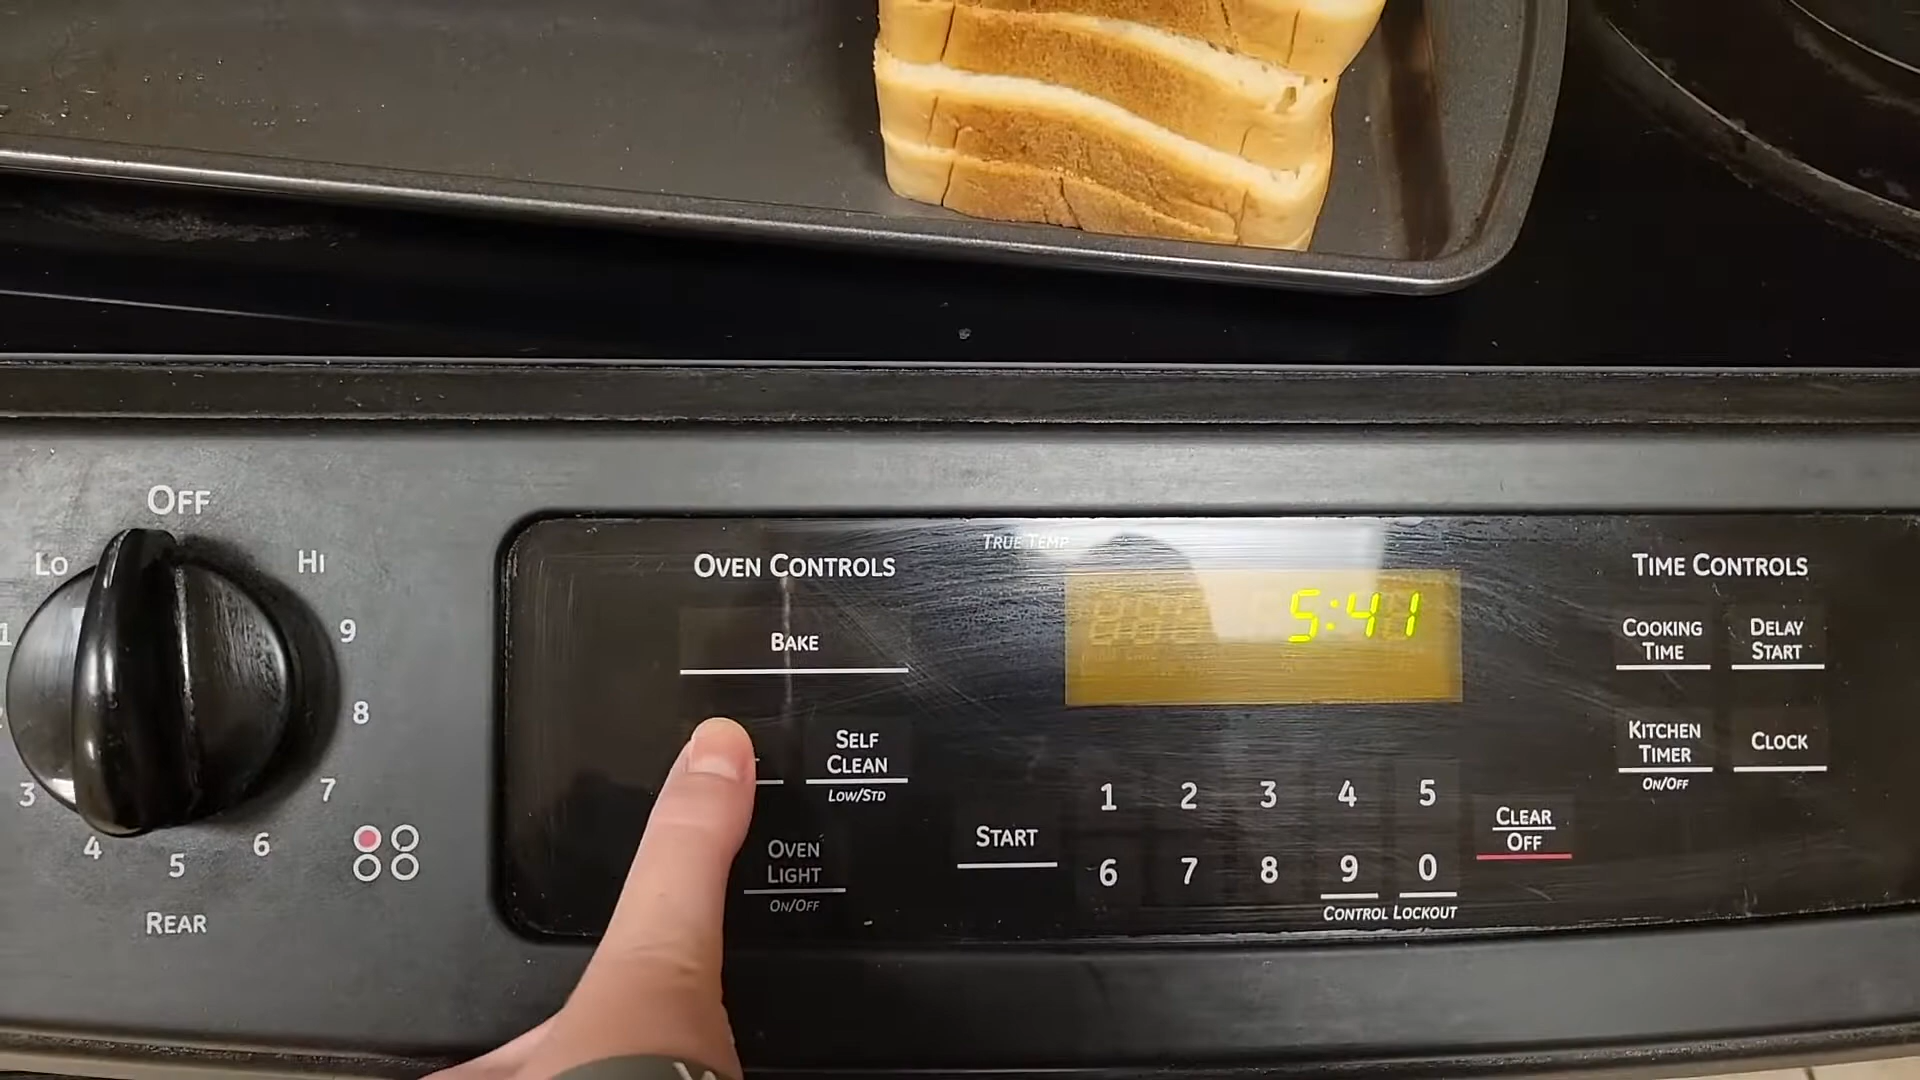 OFF
LO
HI
1
9
8
3
7
4
6
5
REAR
TRUE TEMP
OVEN CONTROLS
BAKE
SELF
CLEAN
LOW/STD
OVEN
LIGHT
ON/OFF
START
5:41
1 2 3 4 5
6 7 8 9 0
CONTROL LOCKOUT
CLEAR
OFF
TIME CONTROLS
COOKING
TIME
DELAY
START
KITCHEN
TIMER
ON/OFF
CLOCK